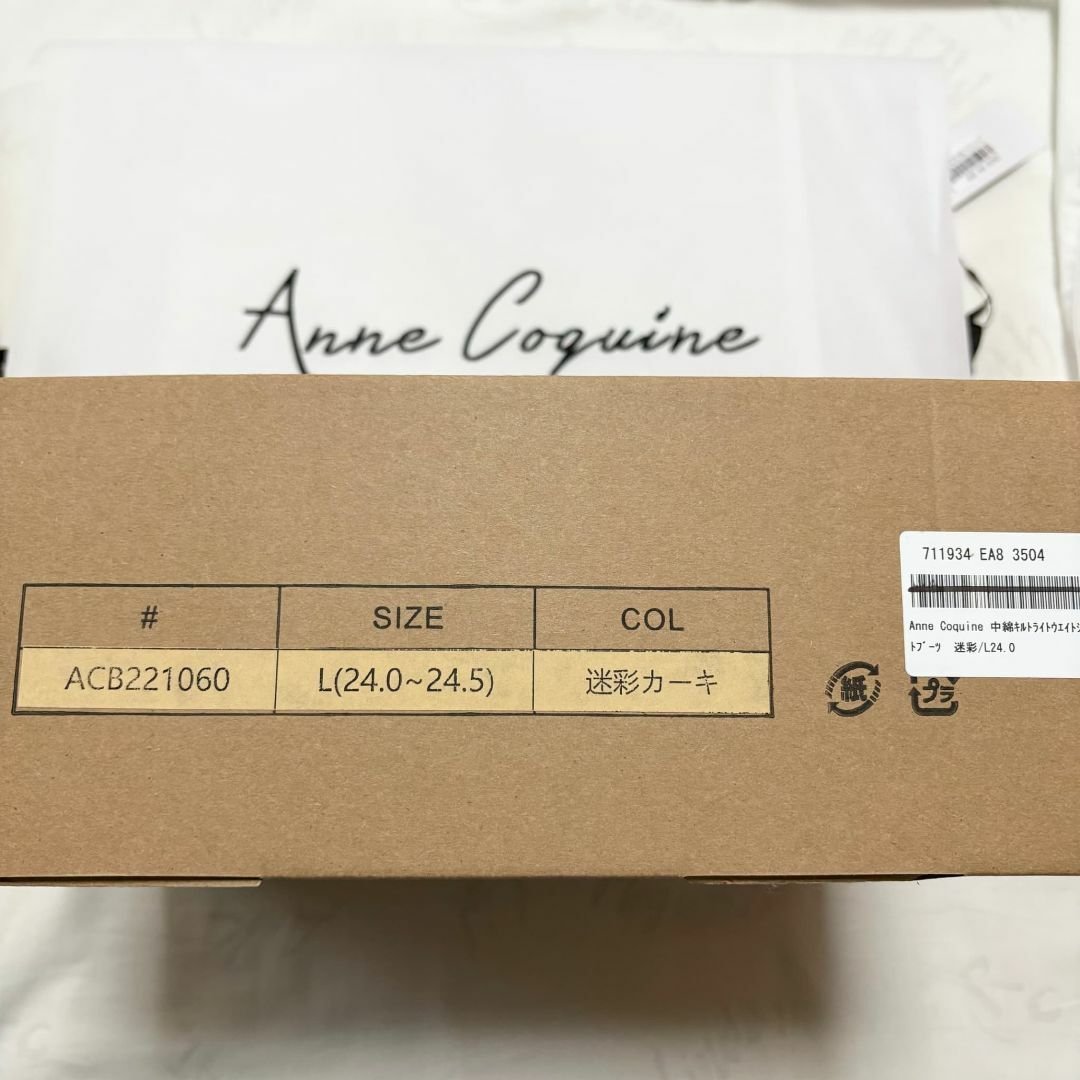 Anne Coquine
711934 EA8 3504
Anne Coquine 中綿ｷﾙﾄﾗｲﾄｳｴｲﾄｼ
ﾄﾌﾞｰﾂ 迷彩/L24.0
# SIZE COL
ACB221060 L(24.0~24.5) 迷彩カーキ
紙 プラ